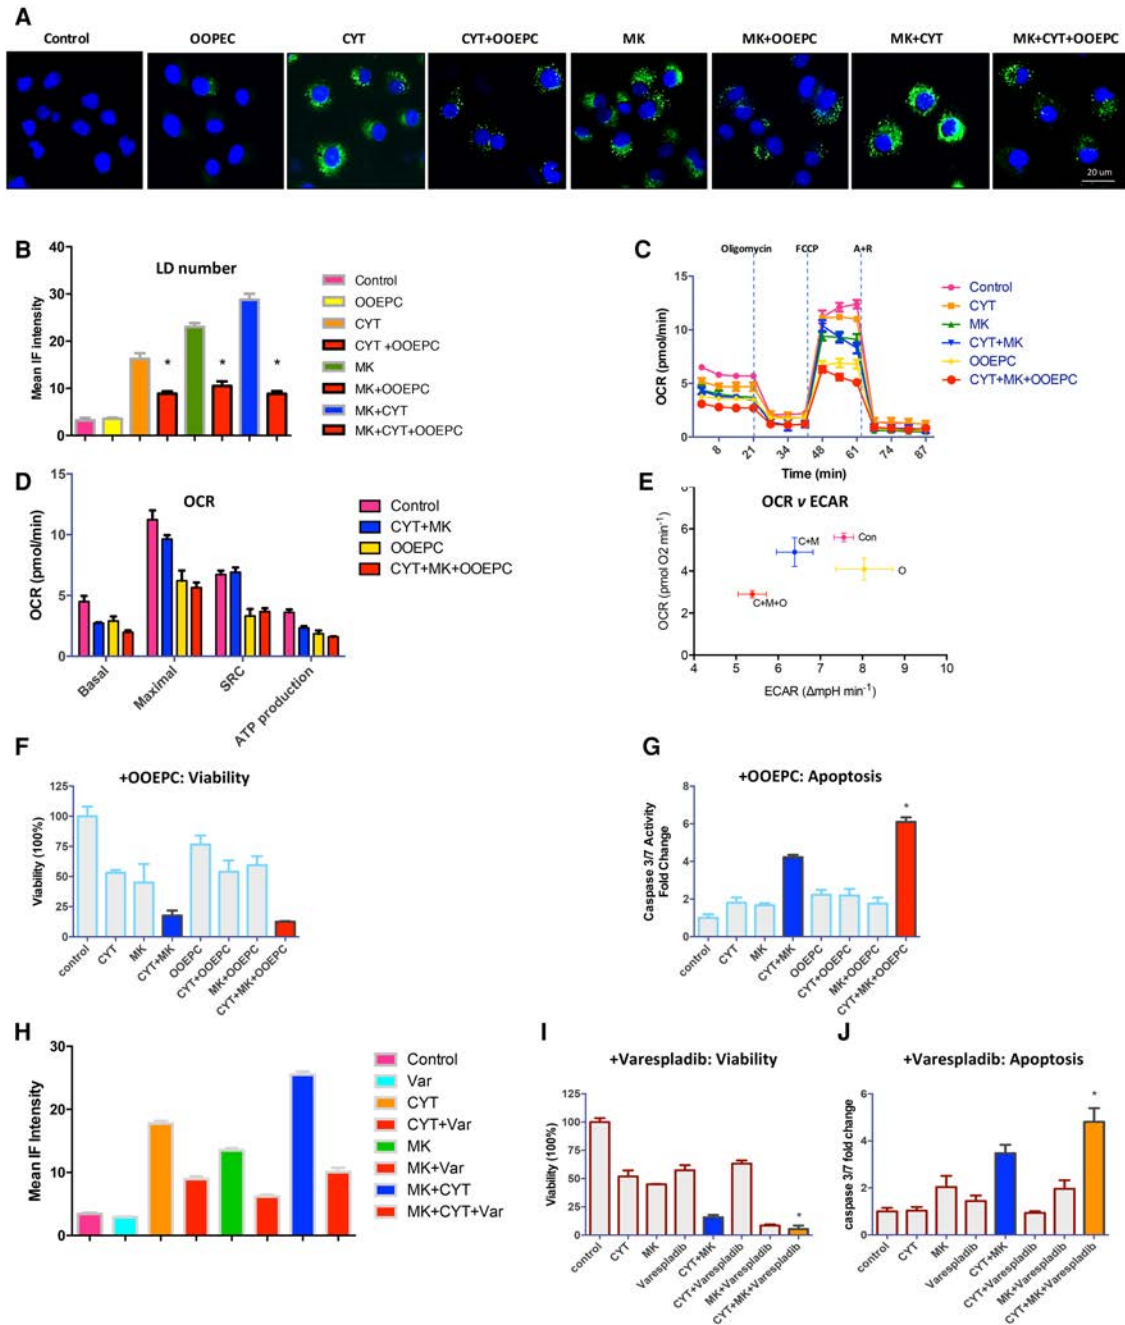 A
Control OOPEC CYT CYT+OOEPC MK MK+OOEPC MK+CYT MK+CYT+OOEPC
20 um
B
LD number
Mean IF intensity
40
30
20
10
0
* * *
Control
OOEPC
CYT
CYT +OOEPC
MK
MK+OOEPC
MK+CYT
MK+CYT+OOEPC
C
Oligomycin FCCP A+R
OCR (pmol/min)
15
10
5
0
8 21 34 48 61 74 87
Time (min)
Control
CYT
MK
CYT+MK
OOEPC
CYT+MK+OOEPC
D
OCR
OCR (pmol/min)
15
10
5
0
Basal
Maximal
SRC
ATP production
Control
CYT+MK
OOEPC
CYT+MK+OOEPC
E
OCR v ECAR
OCR (pmol O2 min⁻¹)
8
6
4
2
0
C+M
Con
O
C+M+O
4 5 6 7 8 9 10
ECAR (ΔmpH min⁻¹)
F
+OOEPC: Viability
Viability (100%)
125
100
75
50
25
0
control
CYT
MK
CYT+MK
OOEPC
CYT+OOEPC
MK+OOEPC
CYT+MK+OOEPC
G
+OOEPC: Apoptosis
Caspase 3/7 Activity
Fold Change
8
6
4
2
0
*
control
CYT
MK
CYT+MK
OOEPC
CYT+OOEPC
MK+OOEPC
CYT+MK+OOEPC
H
Mean IF Intensity
30
20
10
0
Control
Var
CYT
CYT+Var
MK
MK+Var
MK+CYT
MK+CYT+Var
I
+Varespladib: Viability
Viability (100%)
125
100
75
50
25
0
*
control
CYT
MK
Varespladib
CYT+MK
CYT+Varespladib
MK+Varespladib
CYT+MK+Varespladib
J
+Varespladib: Apoptosis
caspase 3/7 fold change
6
4
2
0
*
control
CYT
MK
Varespladib
CYT+MK
CYT+Varespladib
MK+Varespladib
CYT+MK+Varespladib